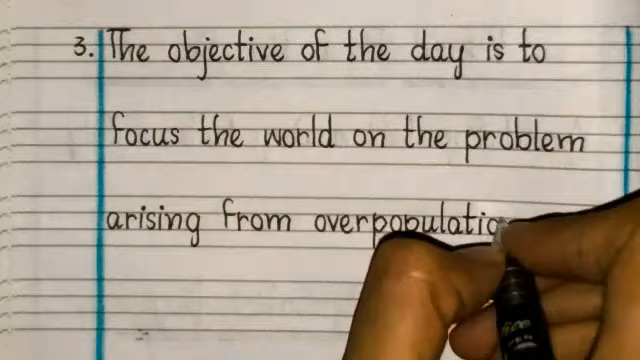 3. The objective of the day is to
focus the world on the problem
arising from overpopulatio